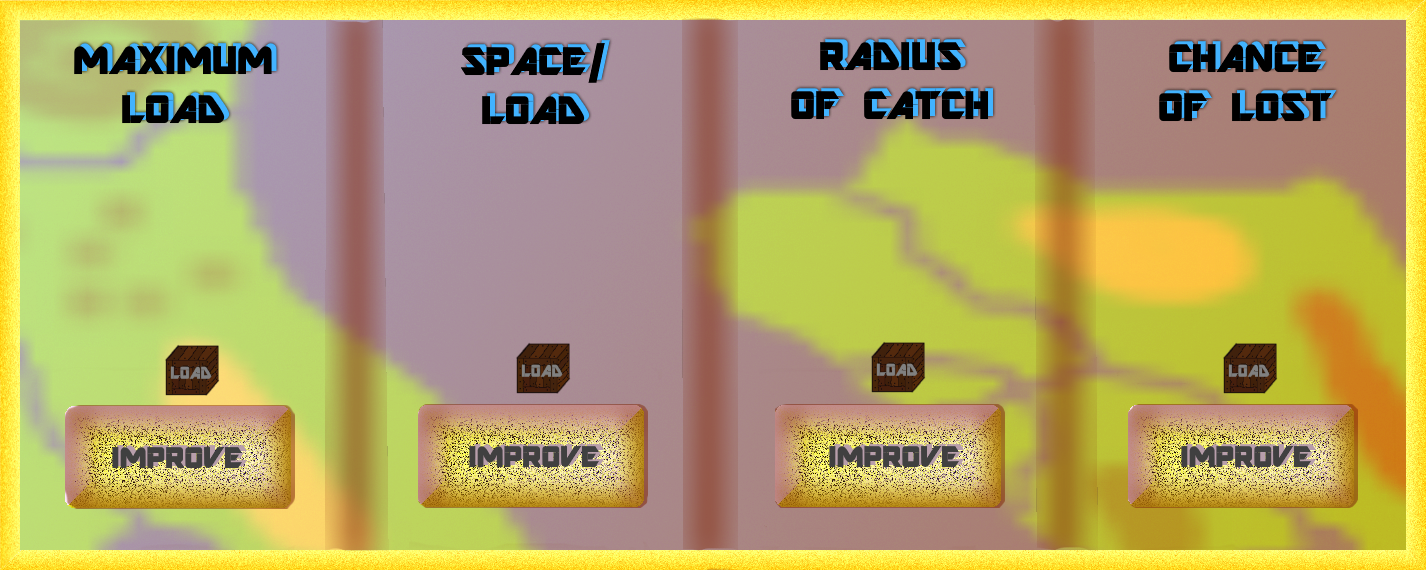 MAXIMUM
LOAD
SPACE/
LOAD
RADIUS
OF CATCH
CHANCE
OF LOST
LOAD
LOAD
LOAD
LOAD
IMPROVE
IMPROVE
IMPROVE
IMPROVE